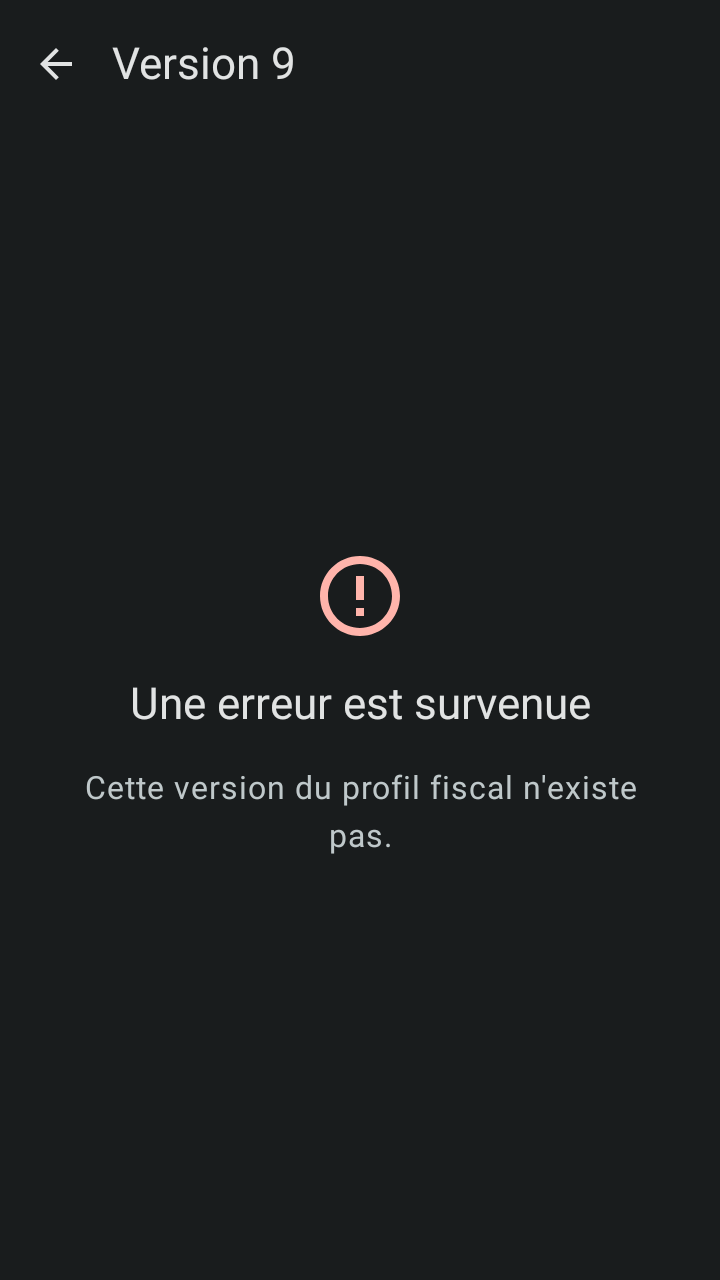 Version 9
Une erreur est survenue
Cette version du profil fiscal n'existe
pas.